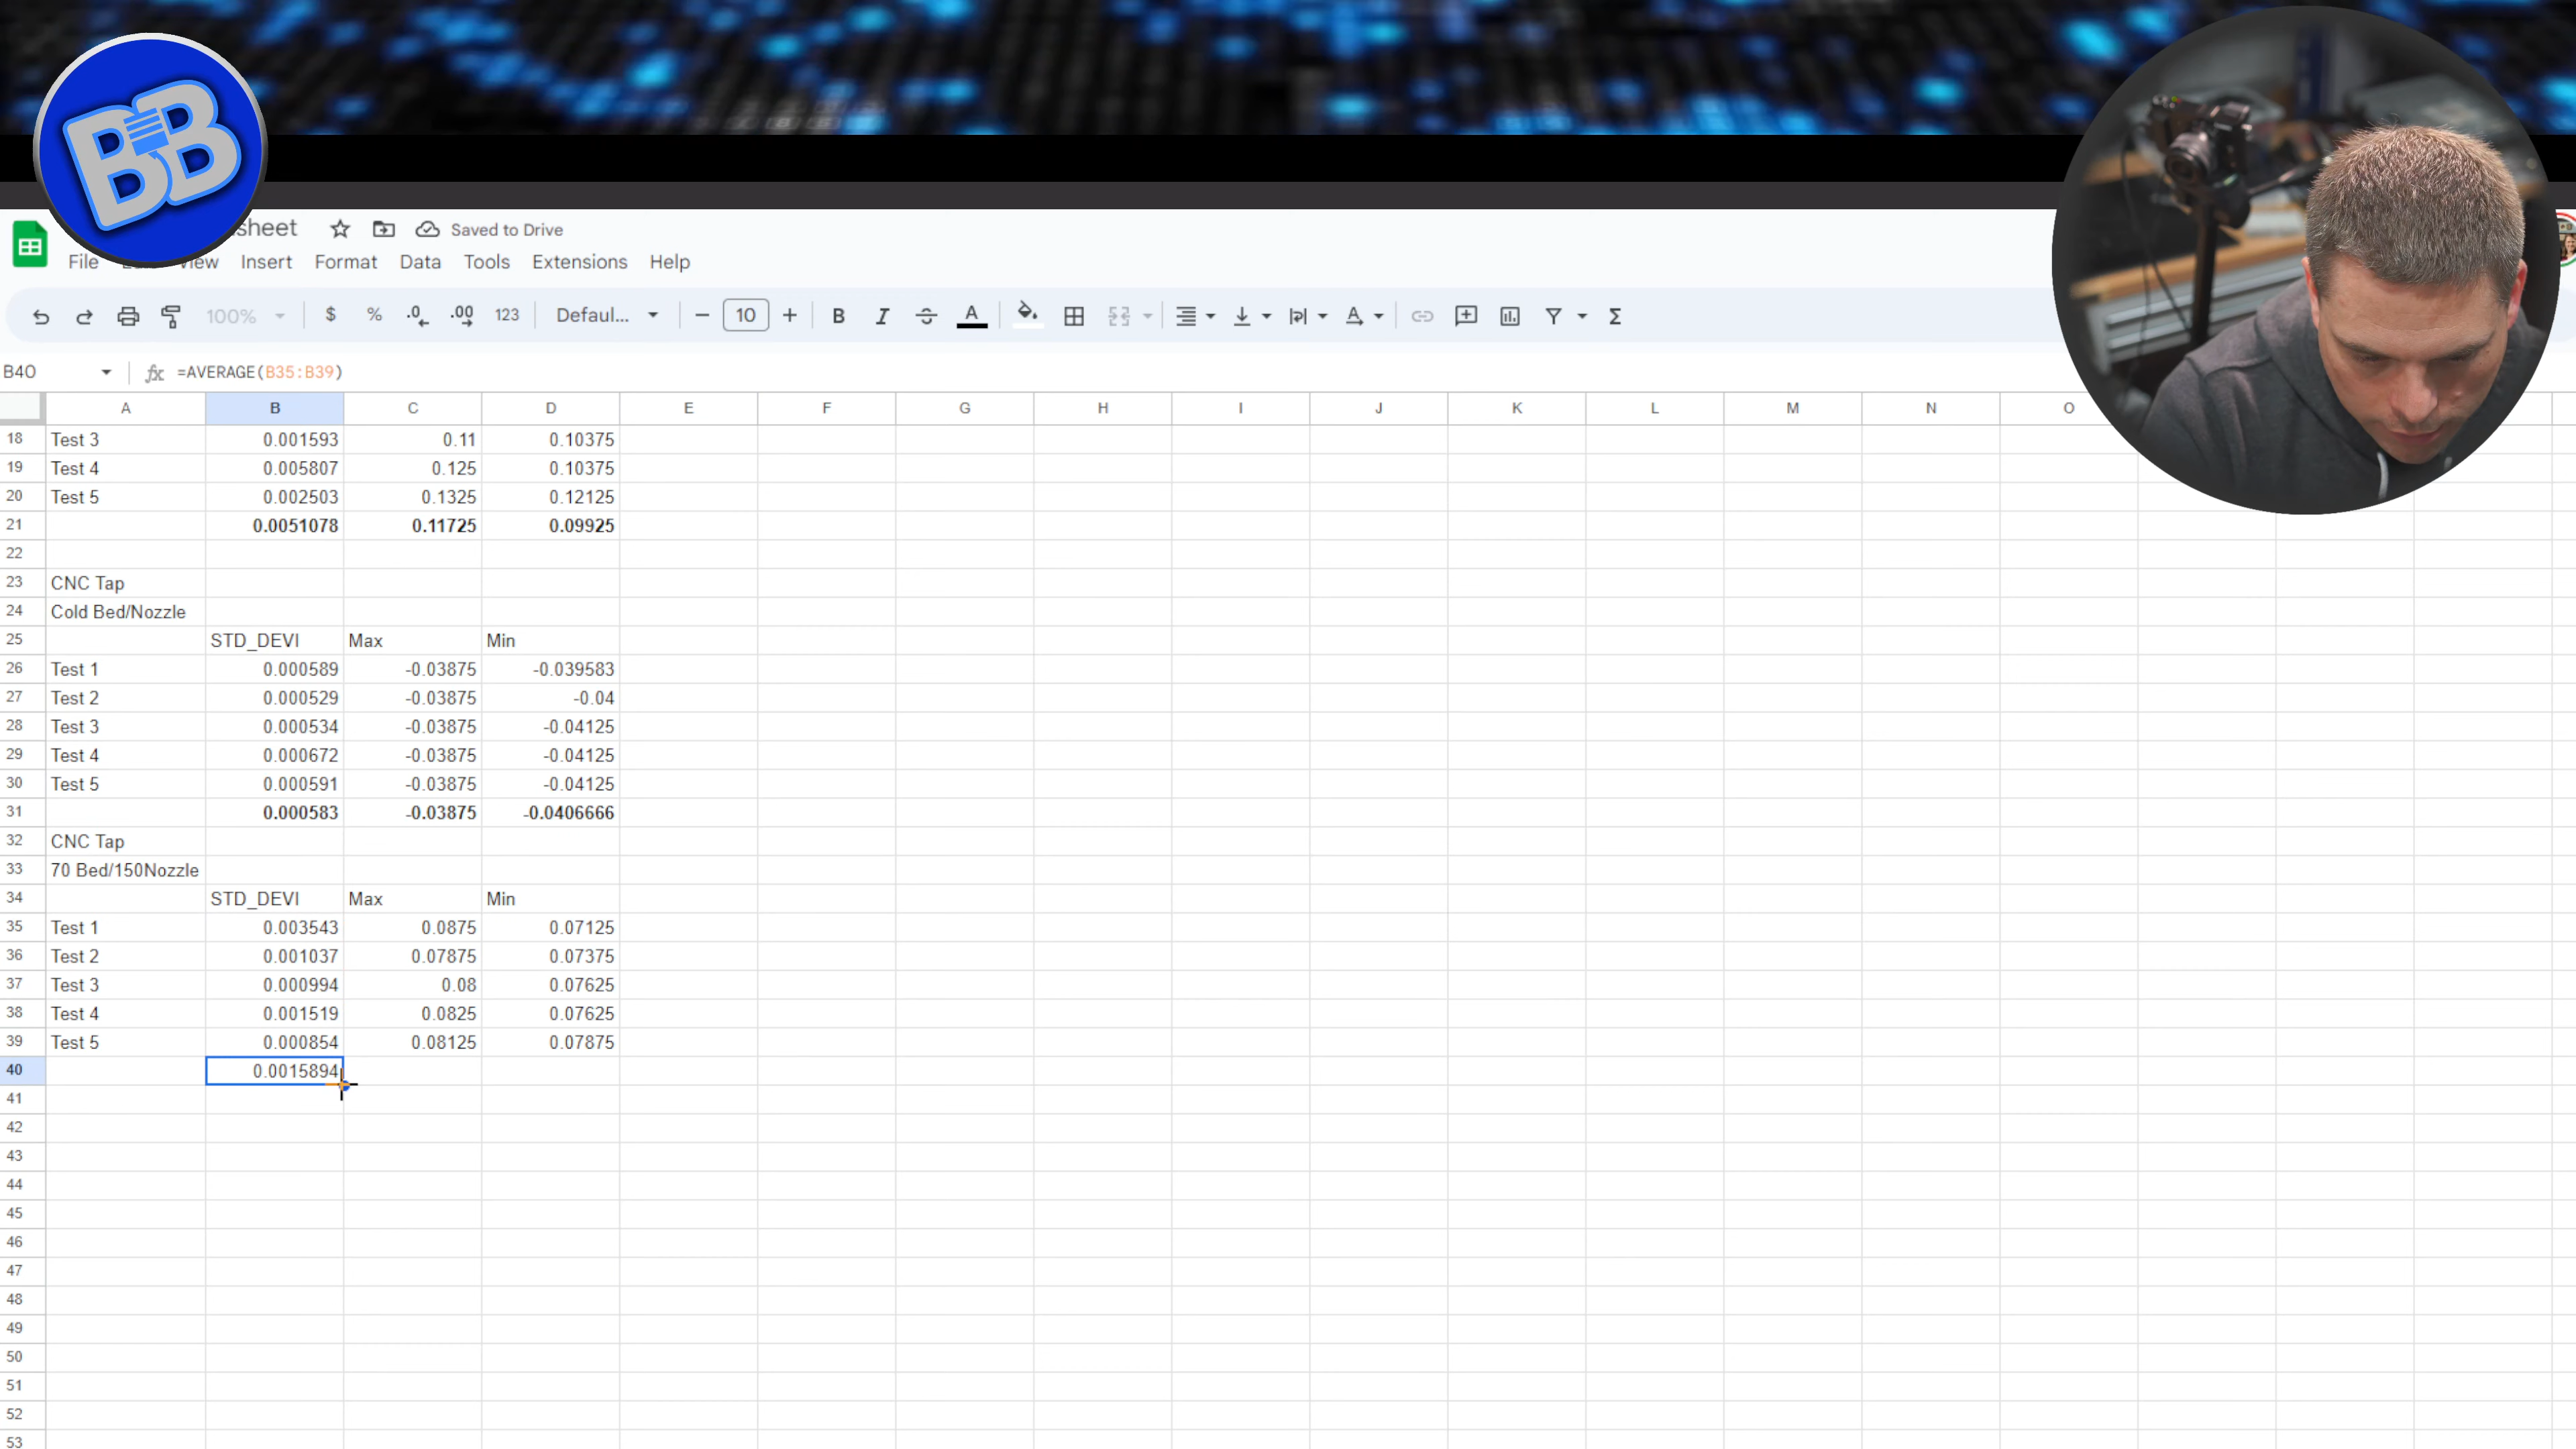 BB
sheet Saved to Drive
File View Insert Format Data Tools Extensions Help
100% $ % .0 .00 123 Defaul... − 10 + B I A A Σ
B40 fx =AVERAGE(B35:B39)
A B C D E F G H I J K L M N O
18 Test 3 0.001593 0.11 0.10375
19 Test 4 0.005807 0.125 0.10375
20 Test 5 0.002503 0.1325 0.12125
21 0.0051078 0.11725 0.09925
22
23 CNC Tap
24 Cold Bed/Nozzle
25 STD_DEVI Max Min
26 Test 1 0.000589 -0.03875 -0.039583
27 Test 2 0.000529 -0.03875 -0.04
28 Test 3 0.000534 -0.03875 -0.04125
29 Test 4 0.000672 -0.03875 -0.04125
30 Test 5 0.000591 -0.03875 -0.04125
31 0.000583 -0.03875 -0.0406666
32 CNC Tap
33 70 Bed/150Nozzle
34 STD_DEVI Max Min
35 Test 1 0.003543 0.0875 0.07125
36 Test 2 0.001037 0.07875 0.07375
37 Test 3 0.000994 0.08 0.07625
38 Test 4 0.001519 0.0825 0.07625
39 Test 5 0.000854 0.08125 0.07875
40 0.0015894
41
42
43
44
45
46
47
48
49
50
51
52
53